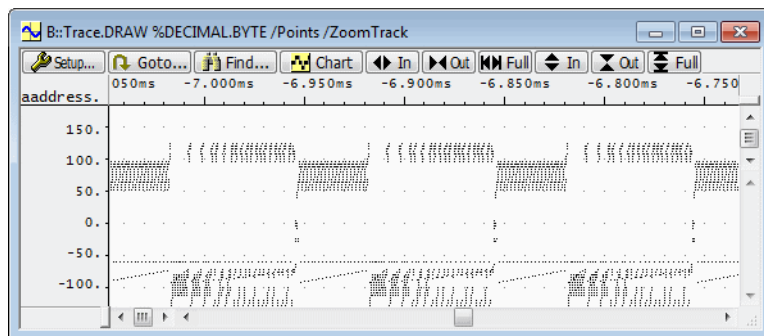 B::Trace.DRAW %DECIMAL.BYTE /Points /ZoomTrack
Setup... Goto... Find... Chart In Out Full In Out Full
050ms -7.000ms -6.950ms -6.900ms -6.850ms -6.800ms -6.750
aaddress.
150.
100.
50.
0.
-50.
-100.